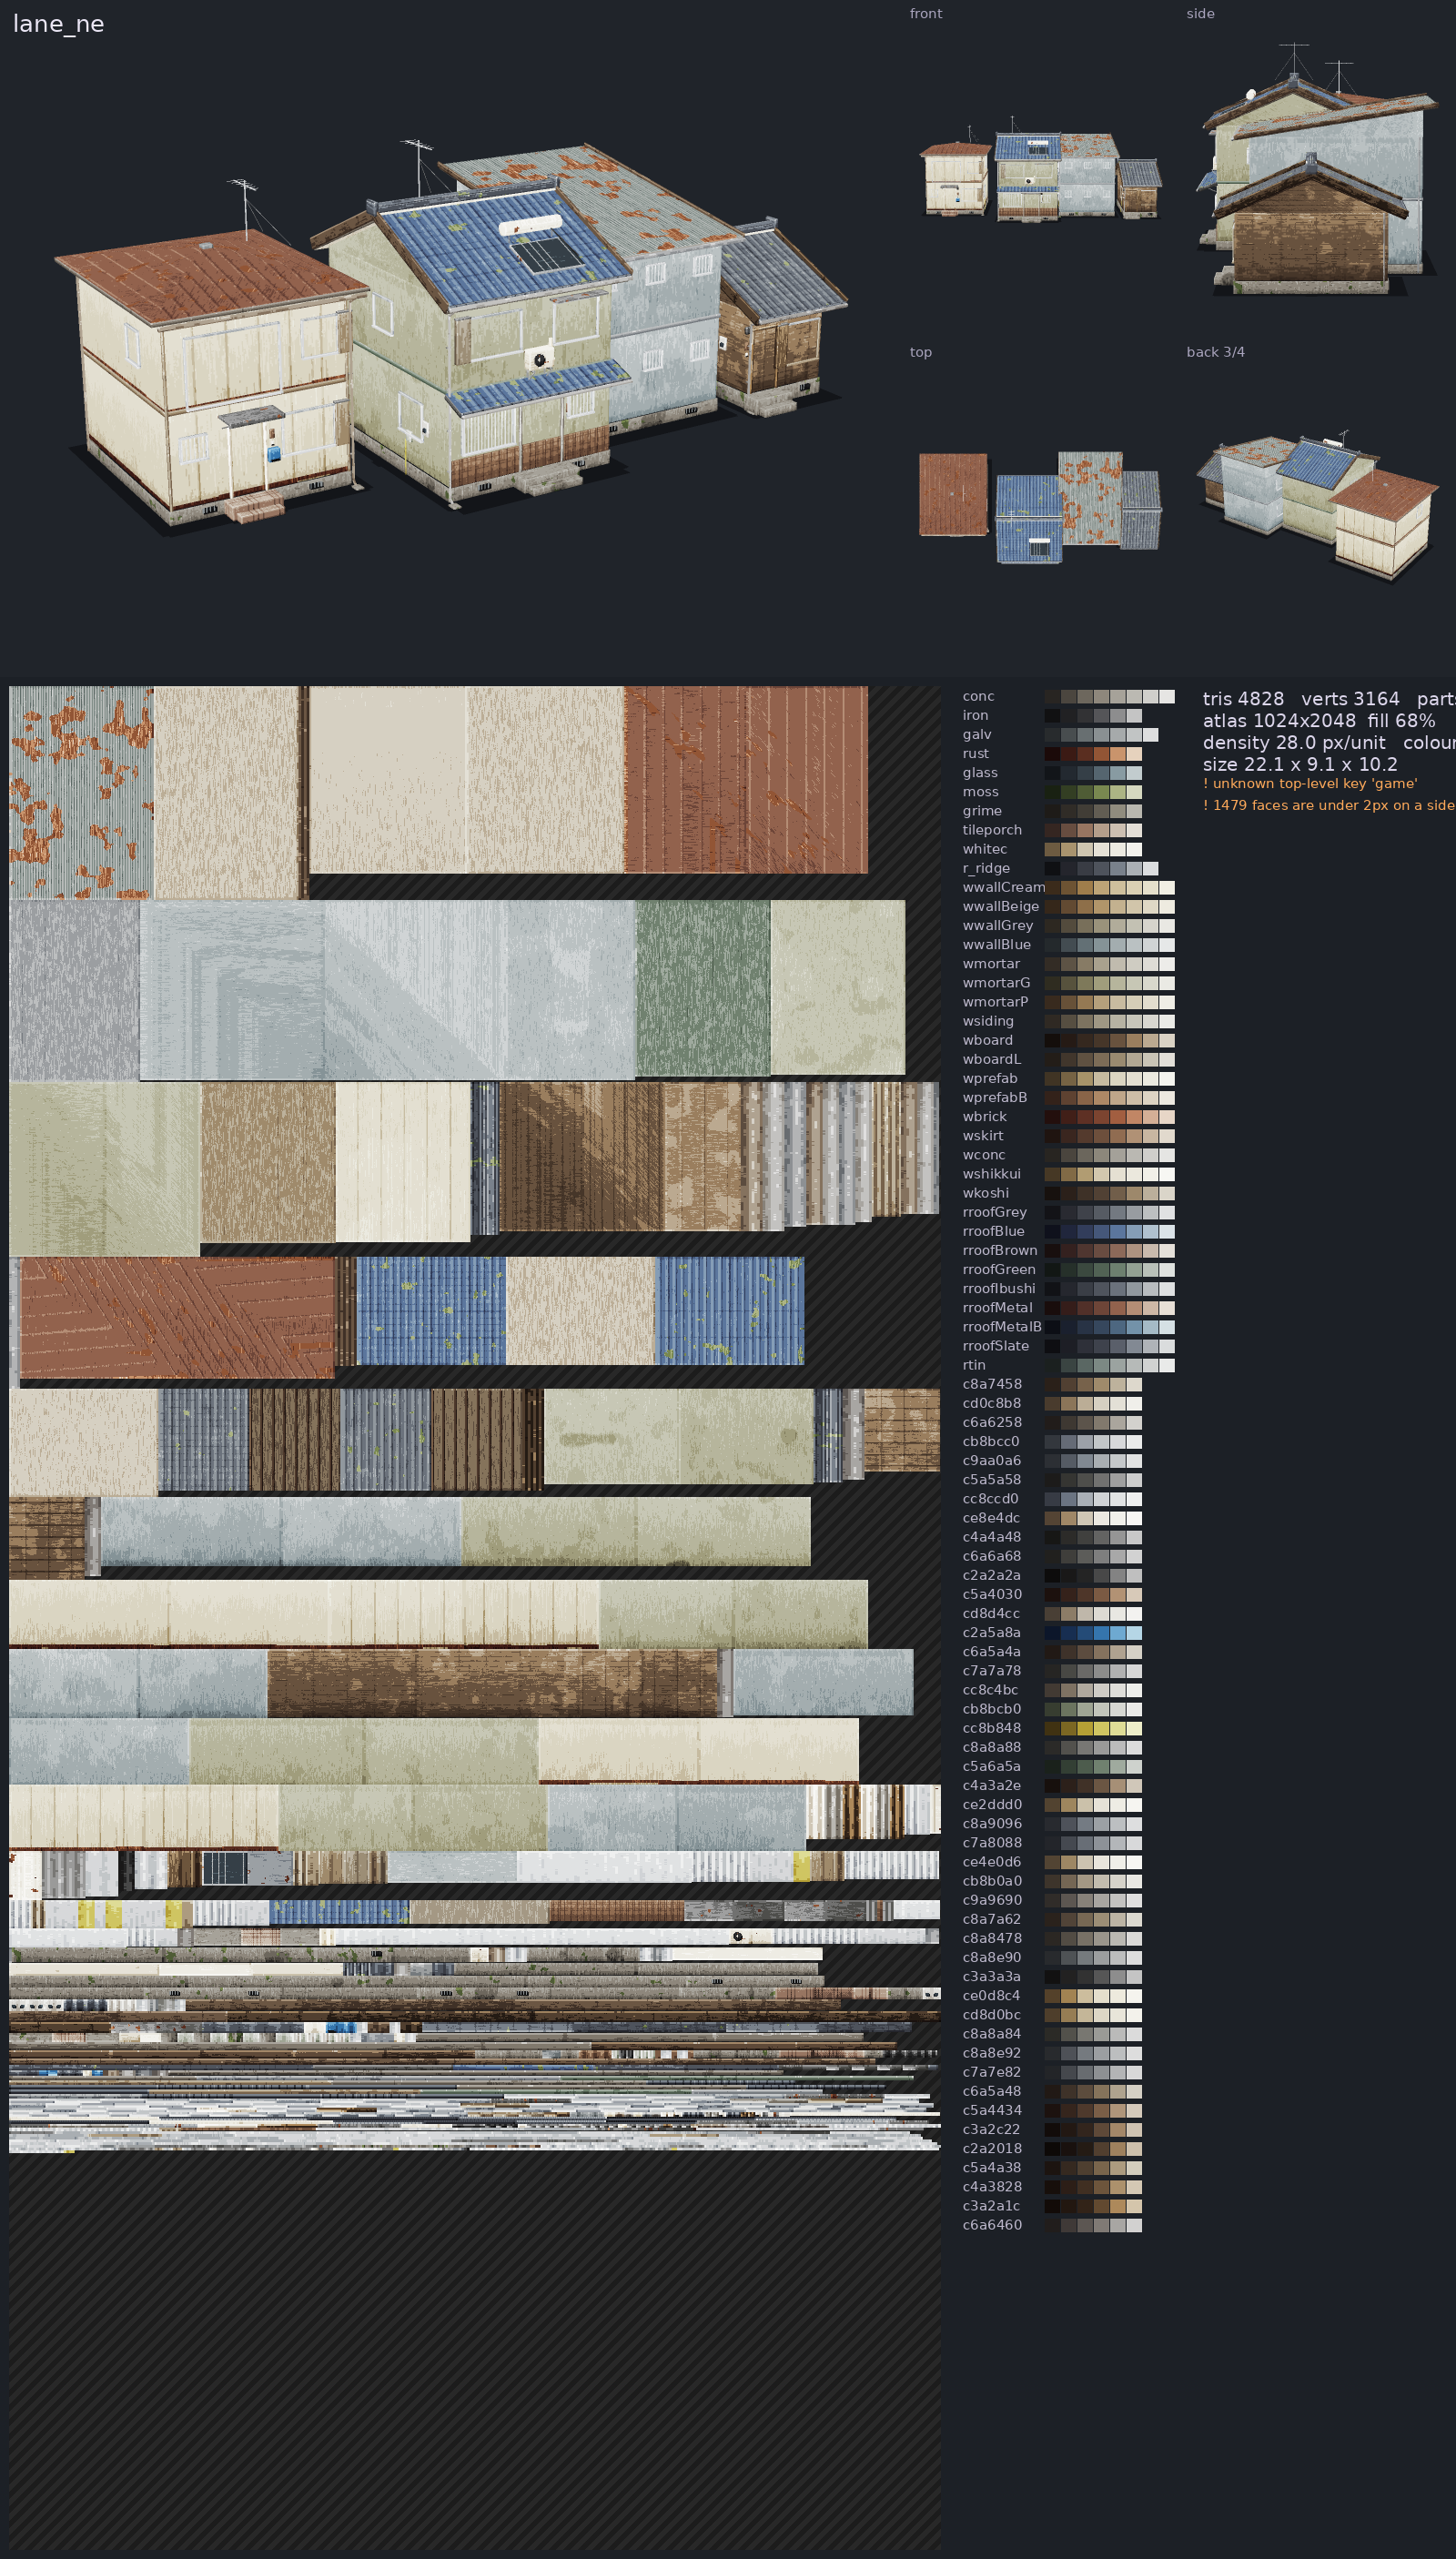 lane_ne
front
side
top
back 3/4
conc
iron
galv
rust
glass
moss
grime
tileporch
whitec
r_ridge
wwallCream
wwallBeige
wwallGrey
wwallBlue
wmortar
wmortarG
wmortarP
wsiding
wboard
wboardL
wprefab
wprefabB
wbrick
wskirt
wconc
wshikkui
wkoshi
rroofGrey
rroofBlue
rroofBrown
rroofGreen
rroofIbushi
rroofMetal
rroofMetalB
rroofSlate
rtin
c8a7458
cd0c8b8
c6a6258
cb8bcc0
c9aa0a6
c5a5a58
cc8ccd0
ce8e4dc
c4a4a48
c6a6a68
c2a2a2a
c5a4030
cd8d4cc
c2a5a8a
c6a5a4a
c7a7a78
cc8c4bc
cb8bcb0
cc8b848
c8a8a88
c5a6a5a
c4a3a2e
ce2ddd0
c8a9096
c7a8088
ce4e0d6
cb8b0a0
c9a9690
c8a7a62
c8a8478
c8a8e90
c3a3a3a
ce0d8c4
cd8d0bc
c8a8a84
c8a8e92
c7a7e82
c6a5a48
c5a4434
c3a2c22
c2a2018
c5a4a38
c4a3828
c3a2a1c
c6a6460
tris 4828 verts 3164 parts
atlas 1024x2048 fill 68%
density 28.0 px/unit colour
size 22.1 x 9.1 x 10.2
! unknown top-level key 'game'
! 1479 faces are under 2px on a side